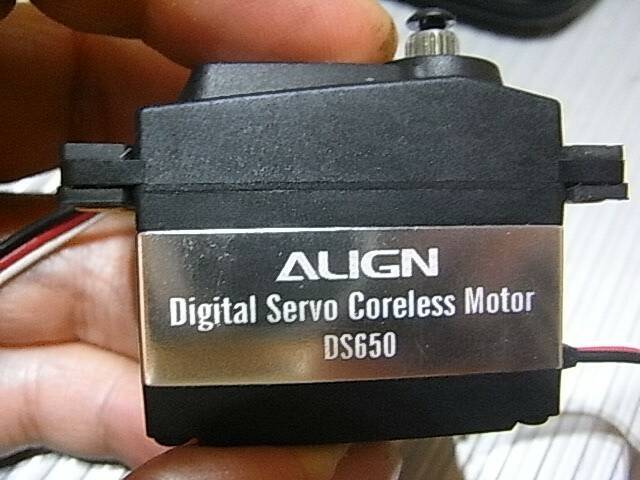 ALIGN
Digital Servo Coreless Motor
DS650